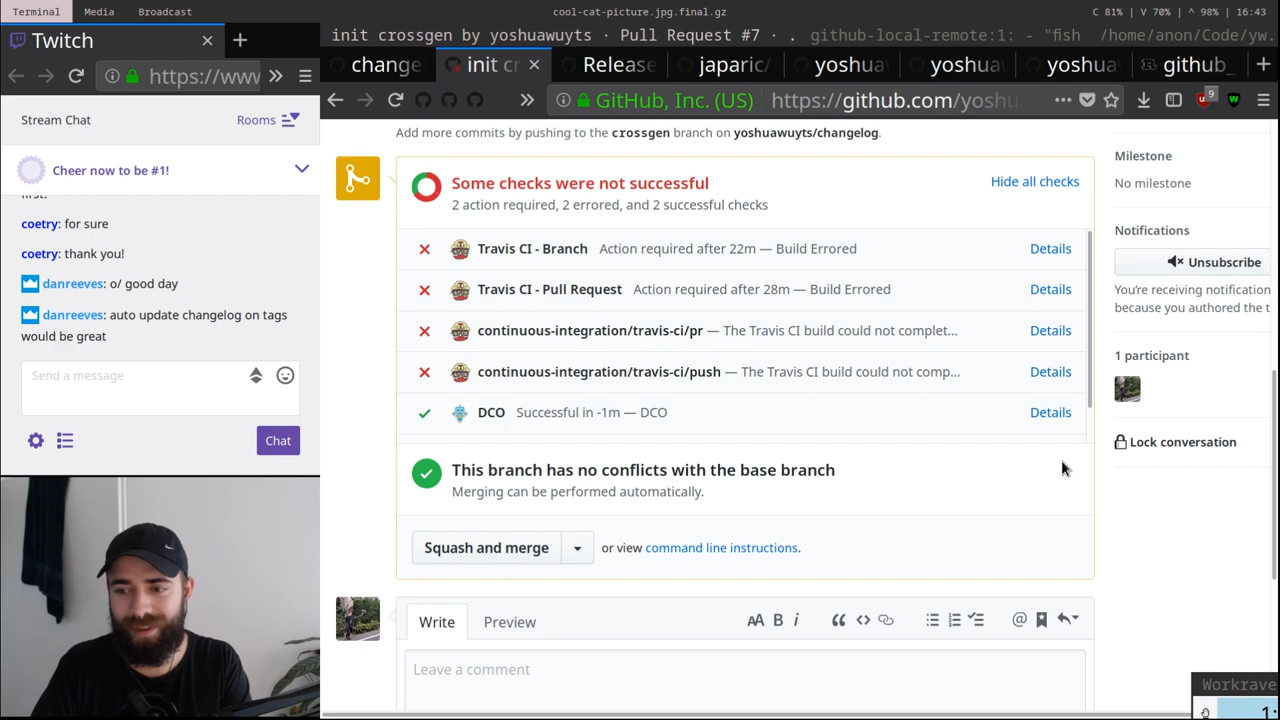 Terminal Media Broadcast
cool-cat-picture.jpg.final.gz
C 81% | V 70% | ^ 98% | 16:43
Twitch
https://www
Stream Chat
Rooms
Cheer now to be #1!
first!
coetry: for sure
coetry: thank you!
danreeves: o/ good day
danreeves: auto update changelog on tags
would be great
Send a message
Chat
init crossgen by yoshuawuyts · Pull Request #7 · . github-local-remote:1: - "fish /home/anon/Code/yw.
change init cr Release japaric/ yoshua yoshua yoshua github_
GitHub, Inc. (US) https://github.com/yoshu
9
Add more commits by pushing to the crossgen branch on yoshuawuyts/changelog.
Some checks were not successful
Hide all checks
2 action required, 2 errored, and 2 successful checks
Travis CI - Branch Action required after 22m — Build Errored Details
Travis CI - Pull Request Action required after 28m — Build Errored Details
continuous-integration/travis-ci/pr — The Travis CI build could not complet... Details
continuous-integration/travis-ci/push — The Travis CI build could not comp... Details
DCO Successful in -1m — DCO Details
This branch has no conflicts with the base branch
Merging can be performed automatically.
Squash and merge or view command line instructions.
Write Preview
AA B i
Leave a comment
Milestone
No milestone
Notifications
Unsubscribe
You're receiving notification
because you authored the t
1 participant
Lock conversation
Workrave
1: